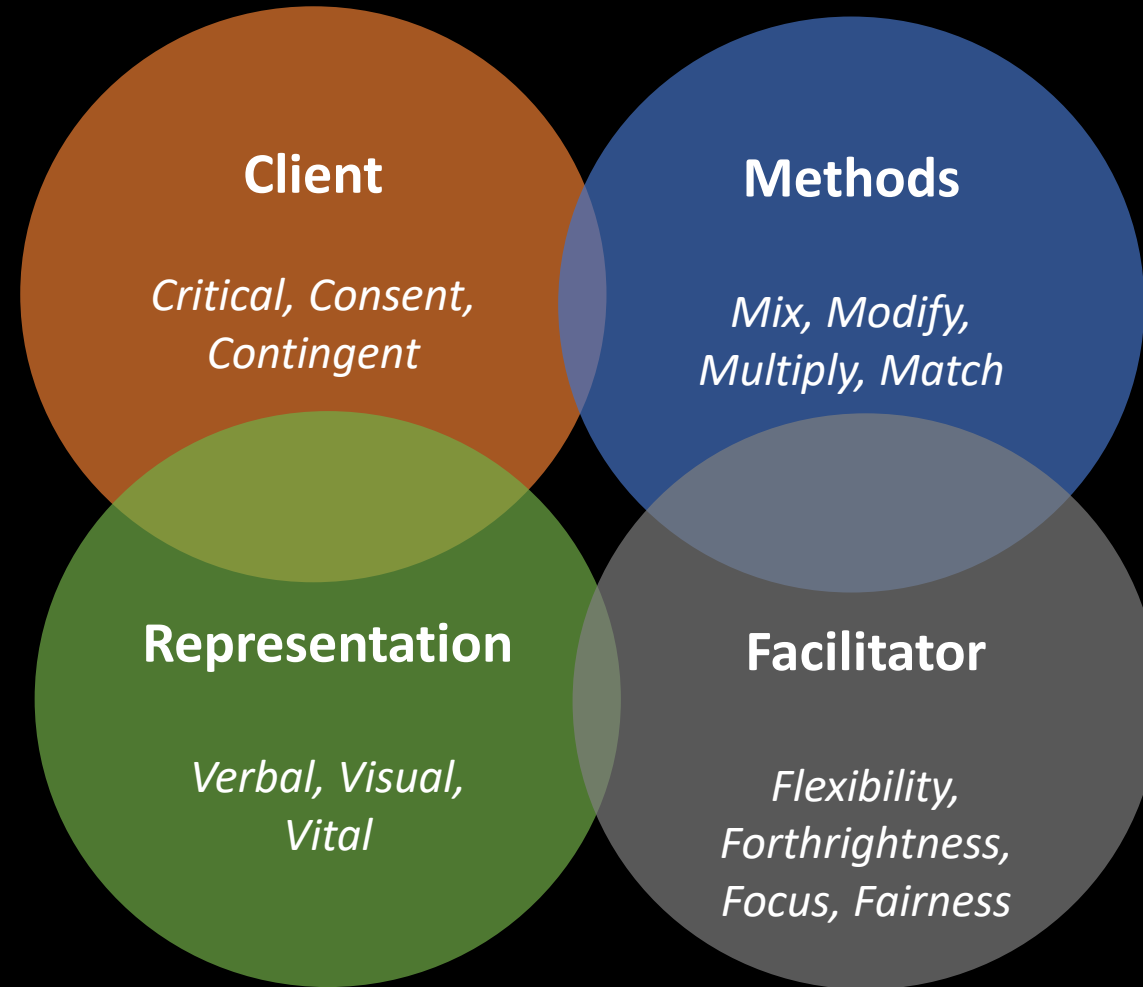 Client
Critical, Consent,
Contingent
Methods
Mix, Modify,
Multiply, Match
Representation
Verbal, Visual,
Vital
Facilitator
Flexibility,
Forthrightness,
Focus, Fairness